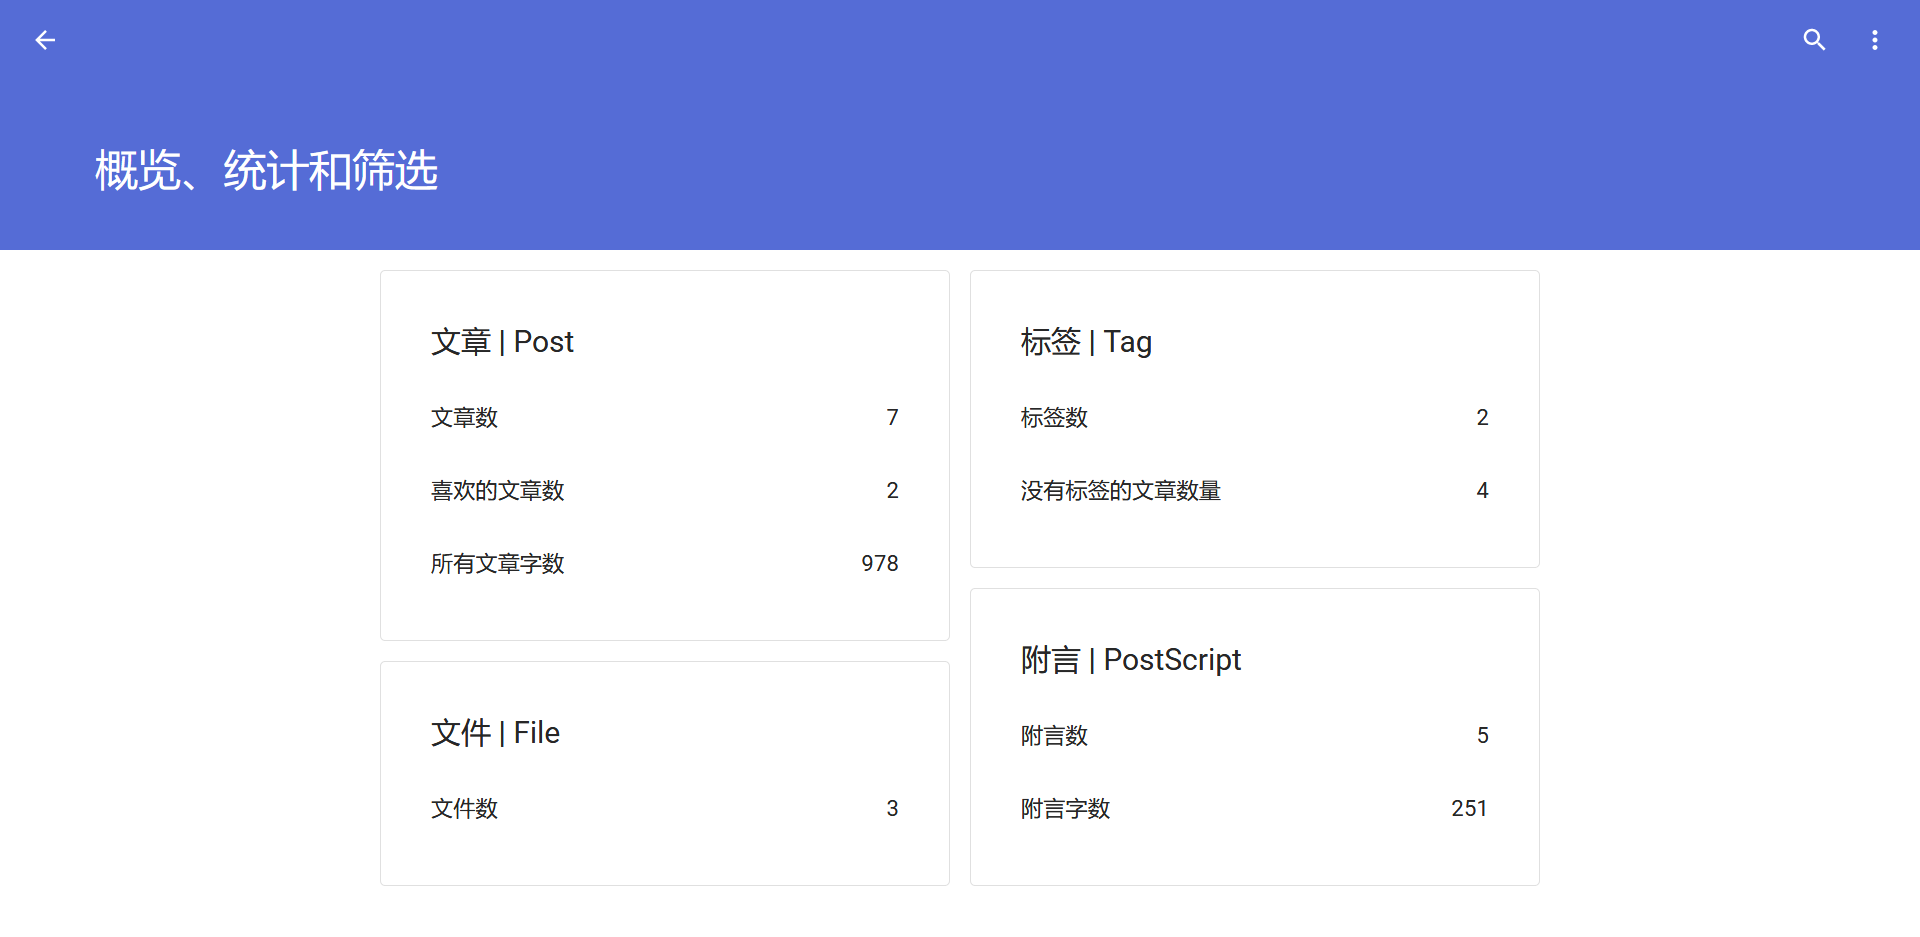 概览、统计和筛选
文章 | Post
文章数 7
喜欢的文章数 2
所有文章字数 978
文件 | File
文件数 3
标签 | Tag
标签数 2
没有标签的文章数量 4
附言 | PostScript
附言数 5
附言字数 251